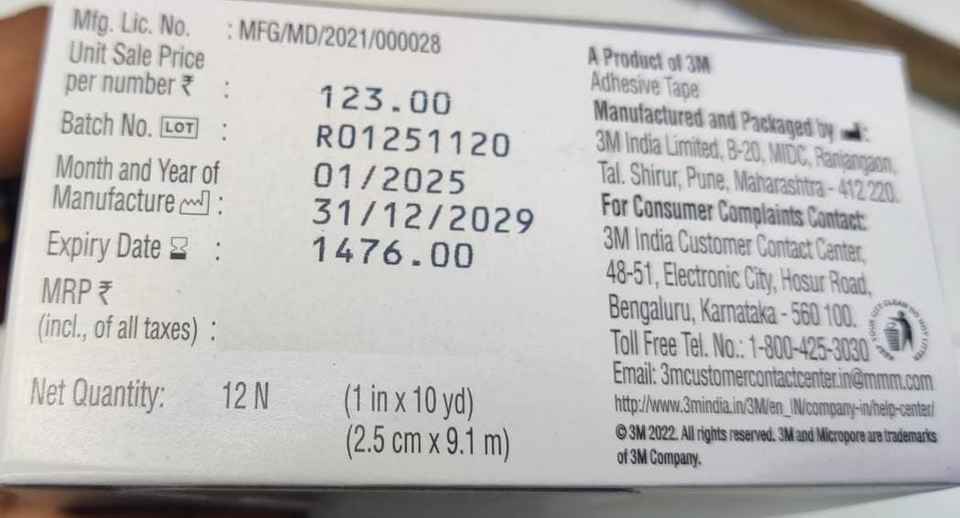 Mfg. Lic. No. : MFG/MD/2021/000028
Unit Sale Price
per number ₹ : 123.00
Batch No. LOT : R01251120
Month and Year of 01/2025
Manufacture : 31/12/2029
Expiry Date : 1476.00
MRP ₹
(incl., of all taxes) :
Net Quantity: 12 N (1 in x 10 yd)
(2.5 cm x 9.1 m)
A Product of 3M
Adhesive Tape
Manufactured and Packaged by :
3M India Limited, B-20, MIDC, Ranjangaon,
Tal. Shirur, Pune, Maharashtra - 412 220.
For Consumer Complaints Contact:
3M India Customer Contact Center,
48-51, Electronic City, Hosur Road,
Bengaluru, Karnataka - 560 100.
Toll Free Tel. No.: 1-800-425-3030
Email: 3mcustomercontactcenter.in@mmm.com
http://www.3mindia.in/3M/en_IN/company-in/help-center/
© 3M 2022. All rights reserved. 3M and Micropore are trademarks
of 3M Company.